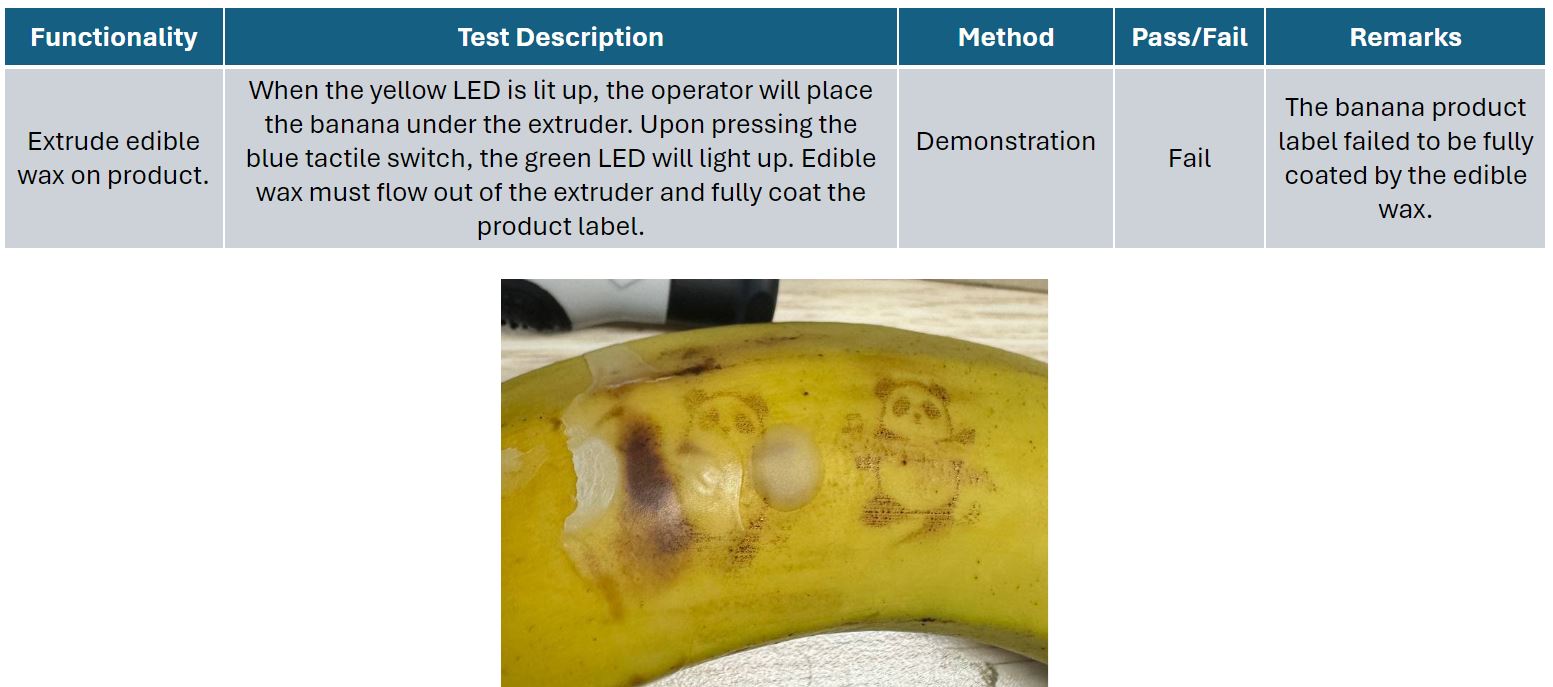 Functionality
Test Description
Method
Pass/Fail
Remarks
Extrude edible
wax on product.
When the yellow LED is lit up, the operator will place
the banana under the extruder. Upon pressing the
blue tactile switch, the green LED will light up. Edible
wax must flow out of the extruder and fully coat the
product label.
Demonstration
Fail
The banana product
label failed to be fully
coated by the edible
wax.